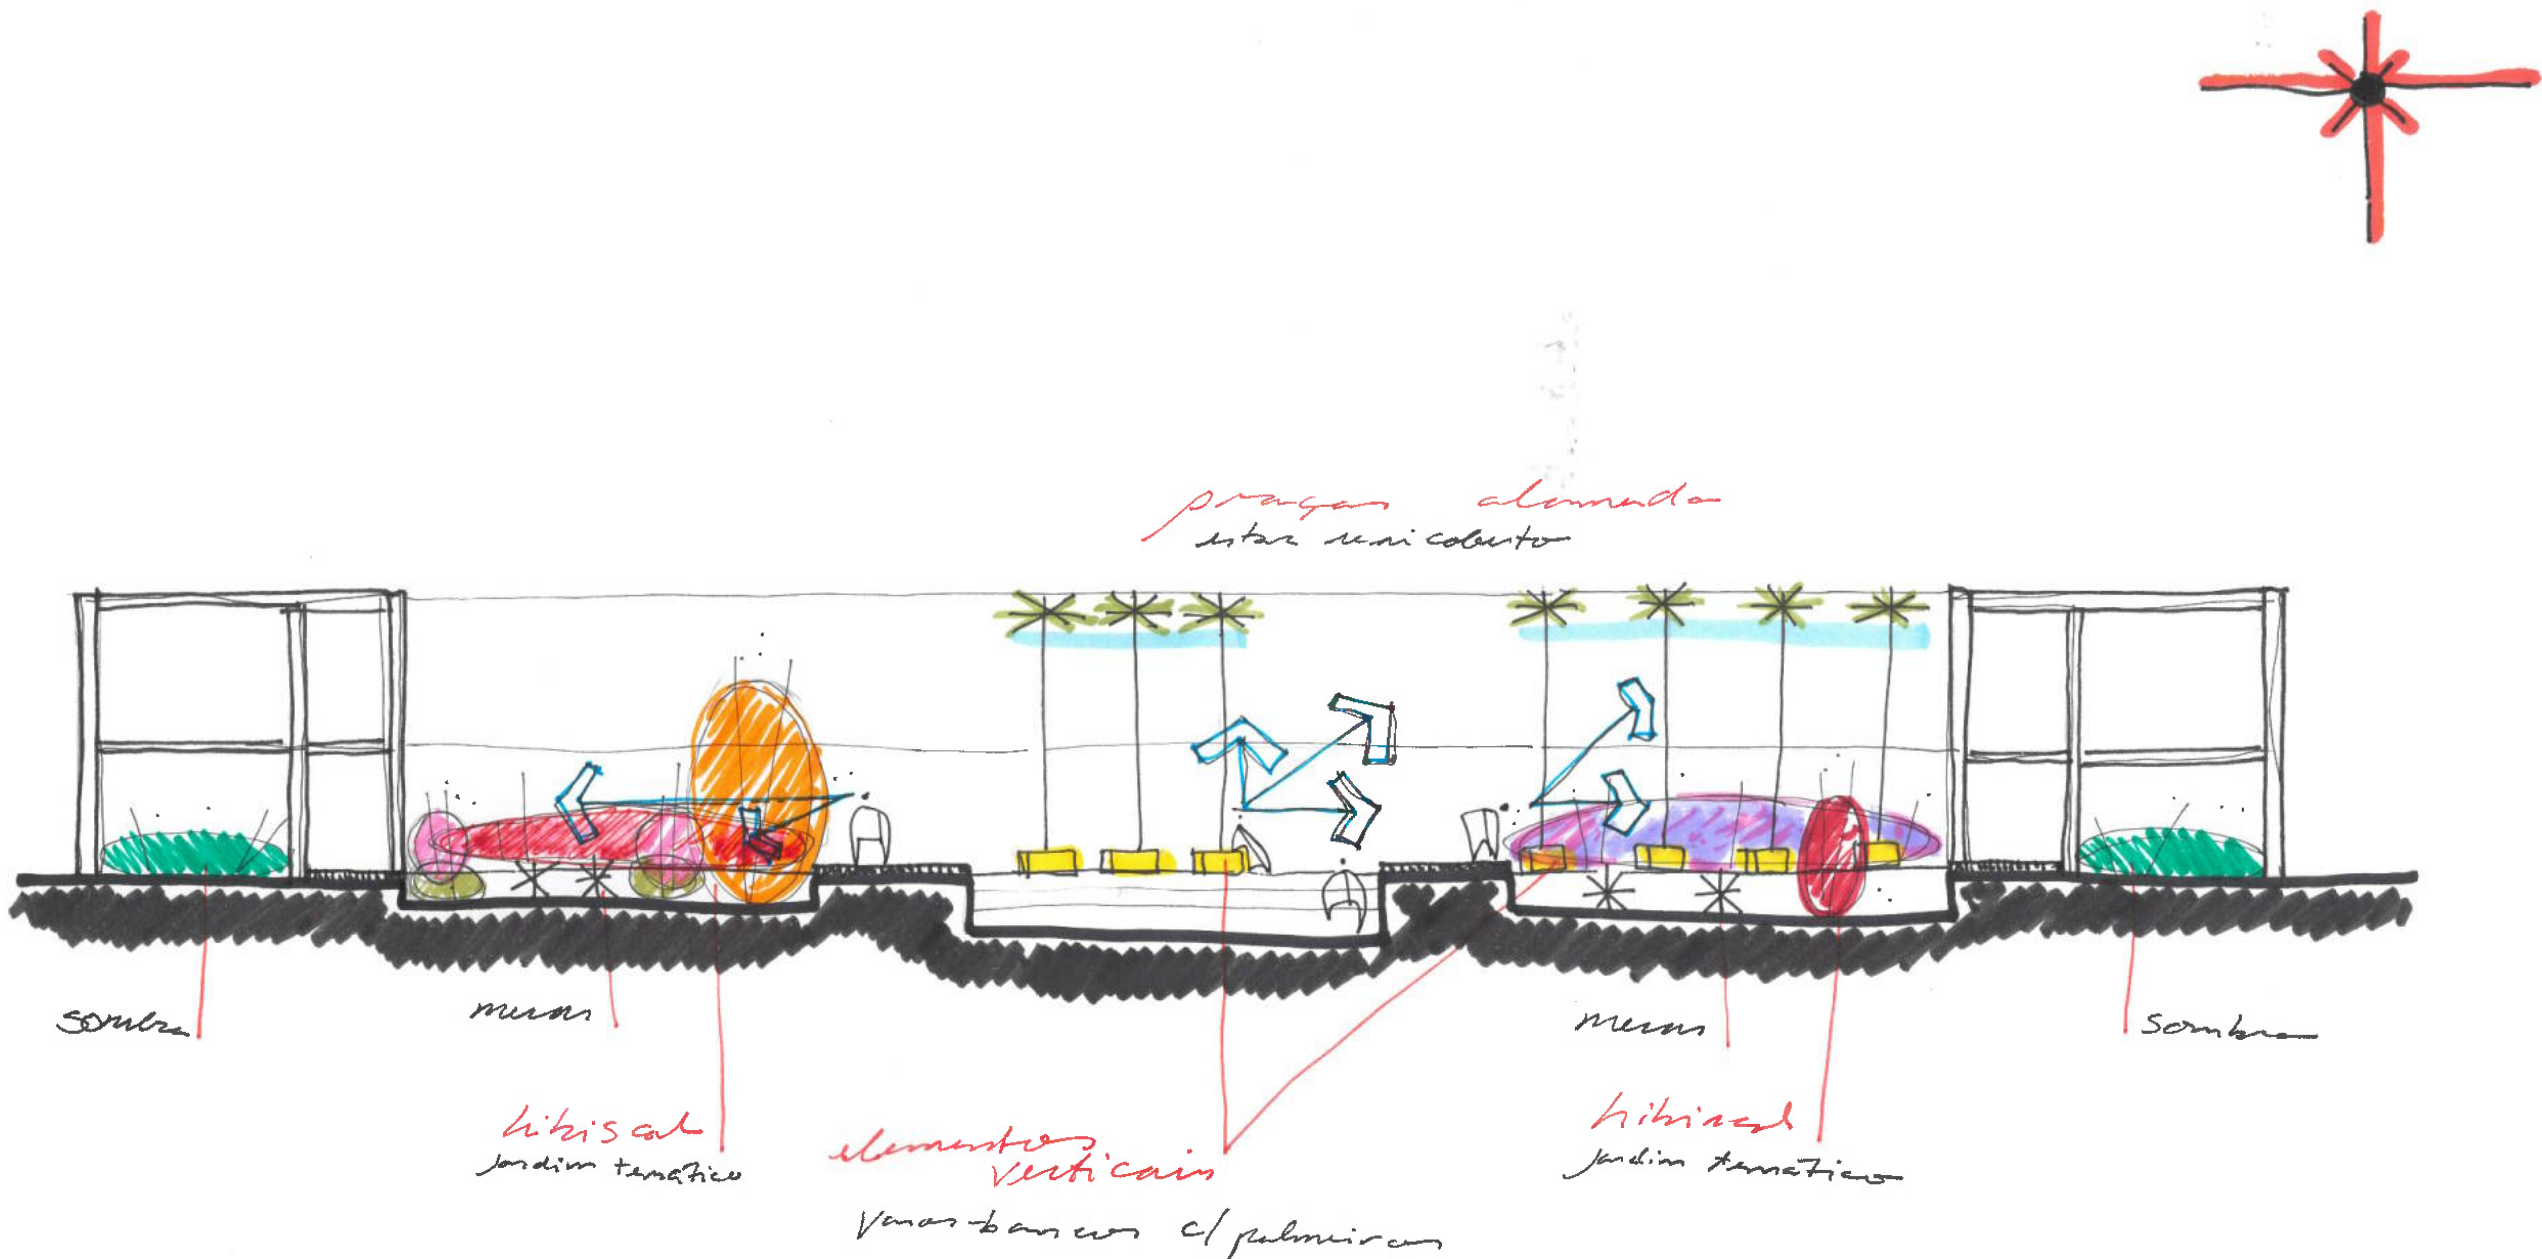 praças alameda
estar semicoberto
sombra
mesas
mesas
sombra
hibiscal
jardim temático
elementos
verticais
hibiscal
jardim temático
vasos-bancos c/ palmeiras